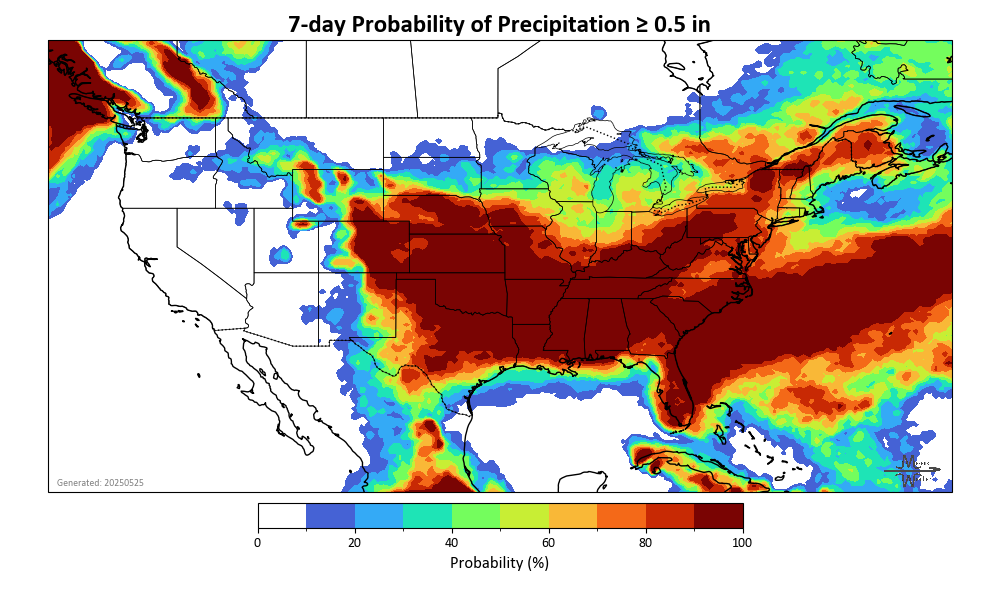 7-day Probability of Precipitation ≥ 0.5 in
Generated: 20250525
0 20 40 60 80 100
Probability (%)